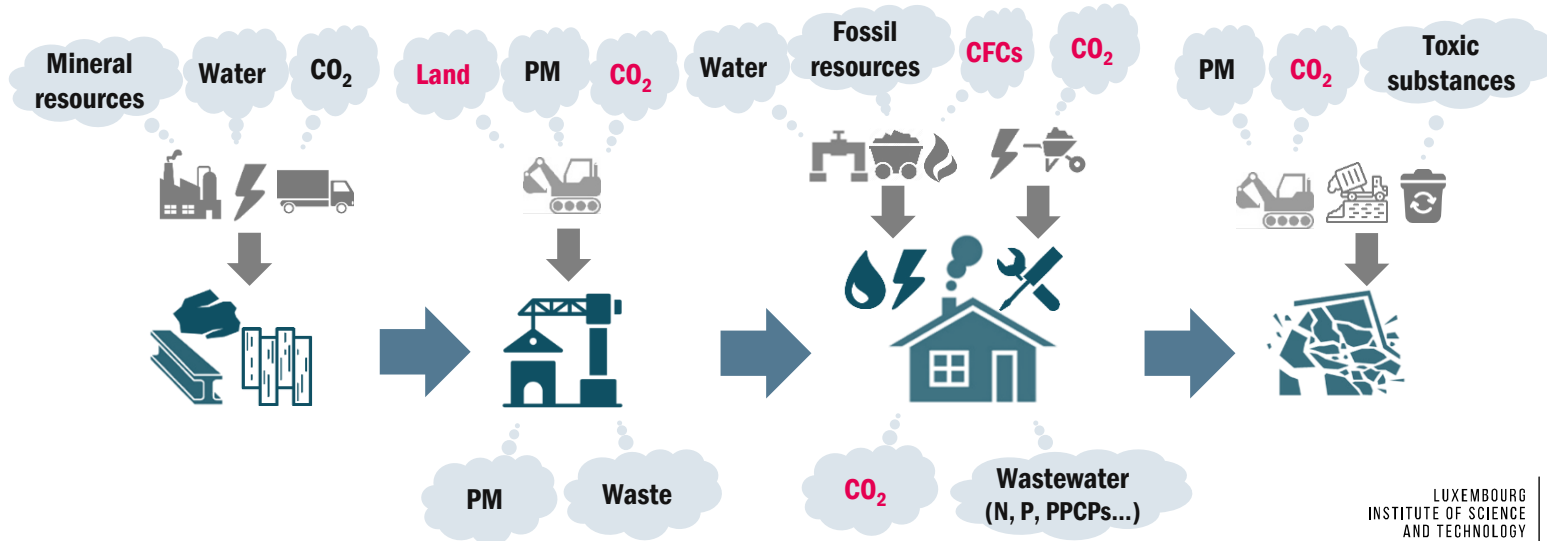 Mineral
resources
Water
CO₂
Land
PM
CO₂
Water
Fossil
resources
CFCs
CO₂
PM
CO₂
Toxic
substances
PM
Waste
CO₂
Wastewater
(N, P, PPCPs...)
LUXEMBOURG
INSTITUTE OF SCIENCE
AND TECHNOLOGY